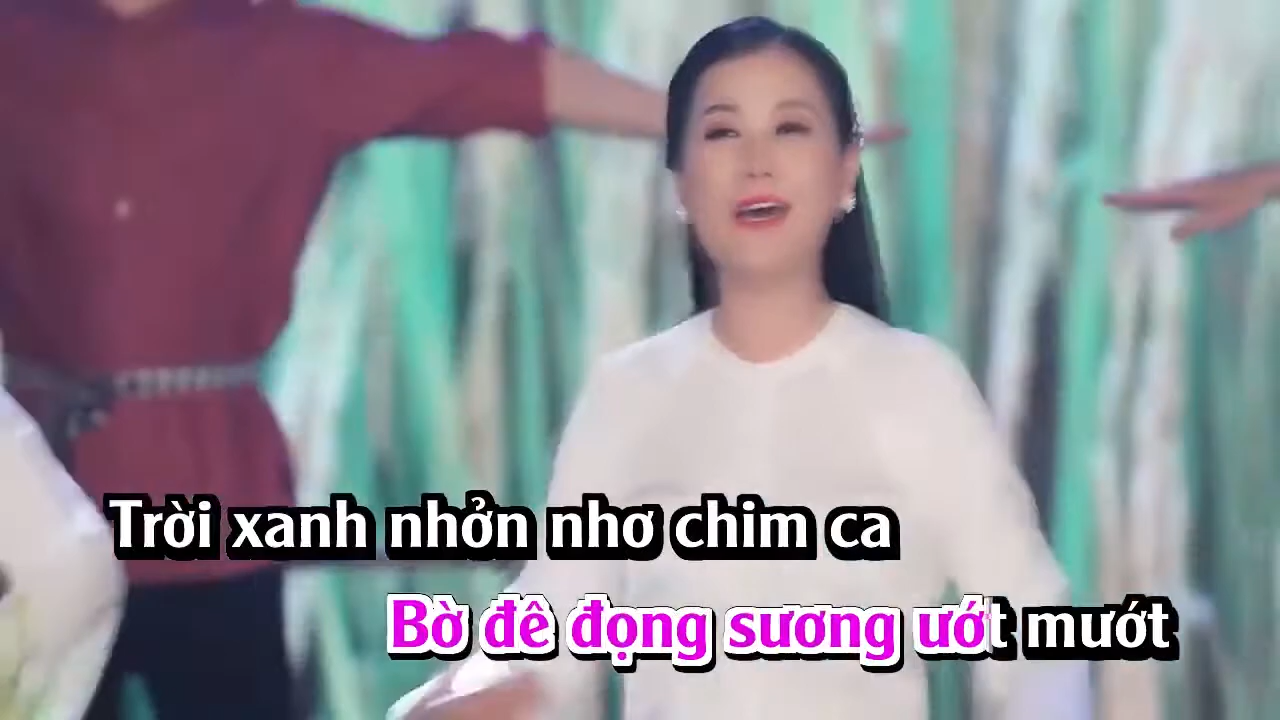 Trời xanh nhởn nhơ chim ca
Bờ đê đọng sương ướt mướt